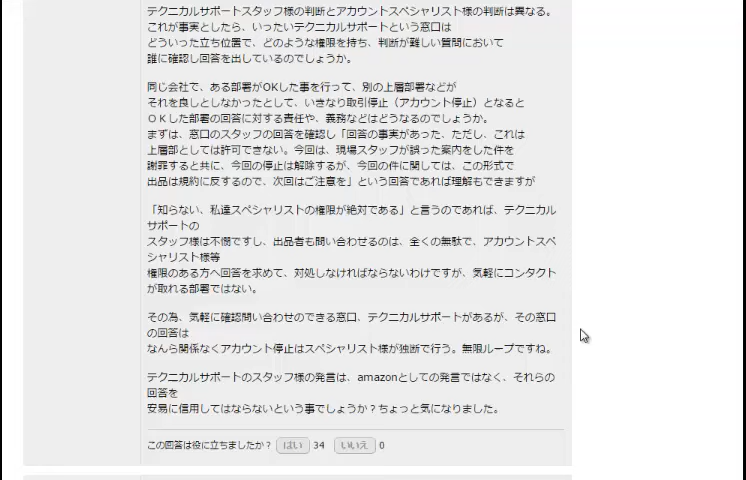 テクニカルサポートスタッフ様の判断とアカウントスペシャリスト様の判断は異なる。
これが事実としたら、いったいテクニカルサポートという窓口は
どういった立ち位置で、どのような権限を持ち、判断が難しい質問において
誰に確認し回答を出しているのでしょうか。
同じ会社で、ある部署がOKした事を行って、別の上層部署などが
それを良しとしなかったとして、いきなり取引停止（アカウント停止）となると
ＯＫした部署の回答に対する責任や、義務などはどうなるのでしょうか。
まずは、窓口のスタッフの回答を確認し「回答の事実があった、ただし、これは
上層部としては許可できない。今回は、現場スタッフが誤った案内をした件を
謝罪すると共に、今回の停止は解除するが、今回の件に関しては、この形式で
出品は規約に反するので、次回はご注意を」という回答であれば理解もできますが
「知らない、私達スペシャリストの権限が絶対である」と言うのであれば、テクニカル
サポートの
スタッフ様は不憫ですし、出品者も問い合わせるのは、全くの無駄で、アカウントスペ
シャリスト様等
権限のある方へ回答を求めて、対処しなければならないわけですが、気軽にコンタクト
が取れる部署ではない。
その為、気軽に確認問い合わせのできる窓口、テクニカルサポートがあるが、その窓口
の回答は
なんら関係なくアカウント停止はスペシャリスト様が独断で行う。無限ループですね。
テクニカルサポートのスタッフ様の発言は、amazonとしての発言ではなく、それらの
回答を
安易に信用してはならないという事でしょうか？ちょっと気になりました。
この回答は役に立ちましたか？ はい 34 いいえ 0